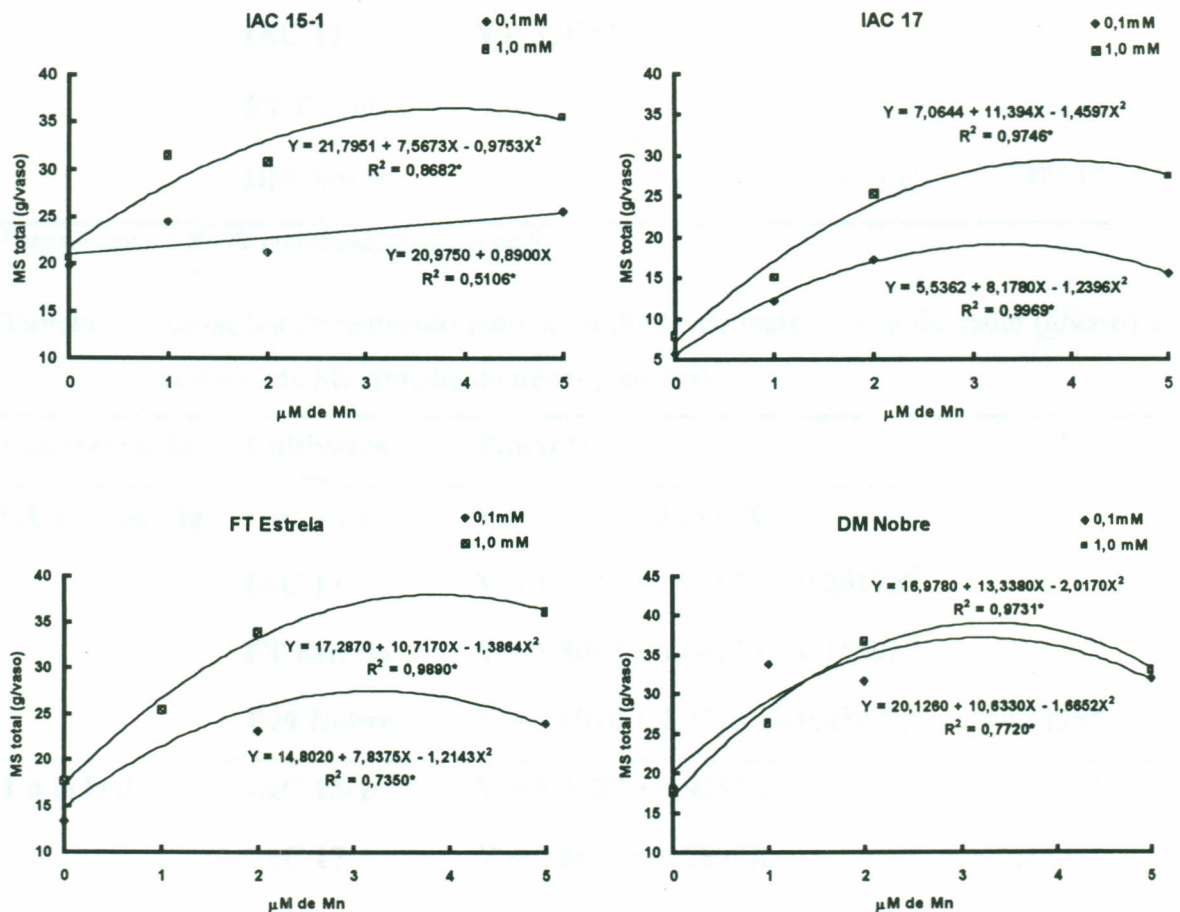 IAC 15-1
0,1mM
1,0 mM
40
35
30
25
20
15
10
MS total (g/vaso)
Y = 21,7951 + 7,5673X - 0,9753X²
R² = 0,8682*
Y= 20,9750 + 0,8900X
R² = 0,5106*
0 1 2 3 4 5
µM de Mn
IAC 17
0,1mM
1,0 mM
40
35
30
25
20
15
10
5
MS total (g/vaso)
Y = 7,0644 + 11,394X - 1,4597X²
R² = 0,9746*
Y = 5,5362 + 8,1780X - 1,2396X²
R² = 0,9969*
0 1 2 3 4 5
µM de Mn
FT Estrela
0,1mM
1,0 mM
40
35
30
25
20
15
10
MS total (g/vaso)
Y = 17,2870 + 10,7170X - 1,3864X²
R² = 0,9890*
Y = 14,8020 + 7,8375X - 1,2143X²
R² = 0,7350*
0 1 2 3 4 5
µM de Mn
DM Nobre
0,1mM
1,0 mM
45
40
35
30
25
20
15
10
MS total (g/vaso)
Y = 16,9780 + 13,3380X - 2,0170X²
R² = 0,9731*
Y = 20,1260 + 10,6330X - 1,6652X²
R² = 0,7720*
0 1 2 3 4 5
µM de Mn